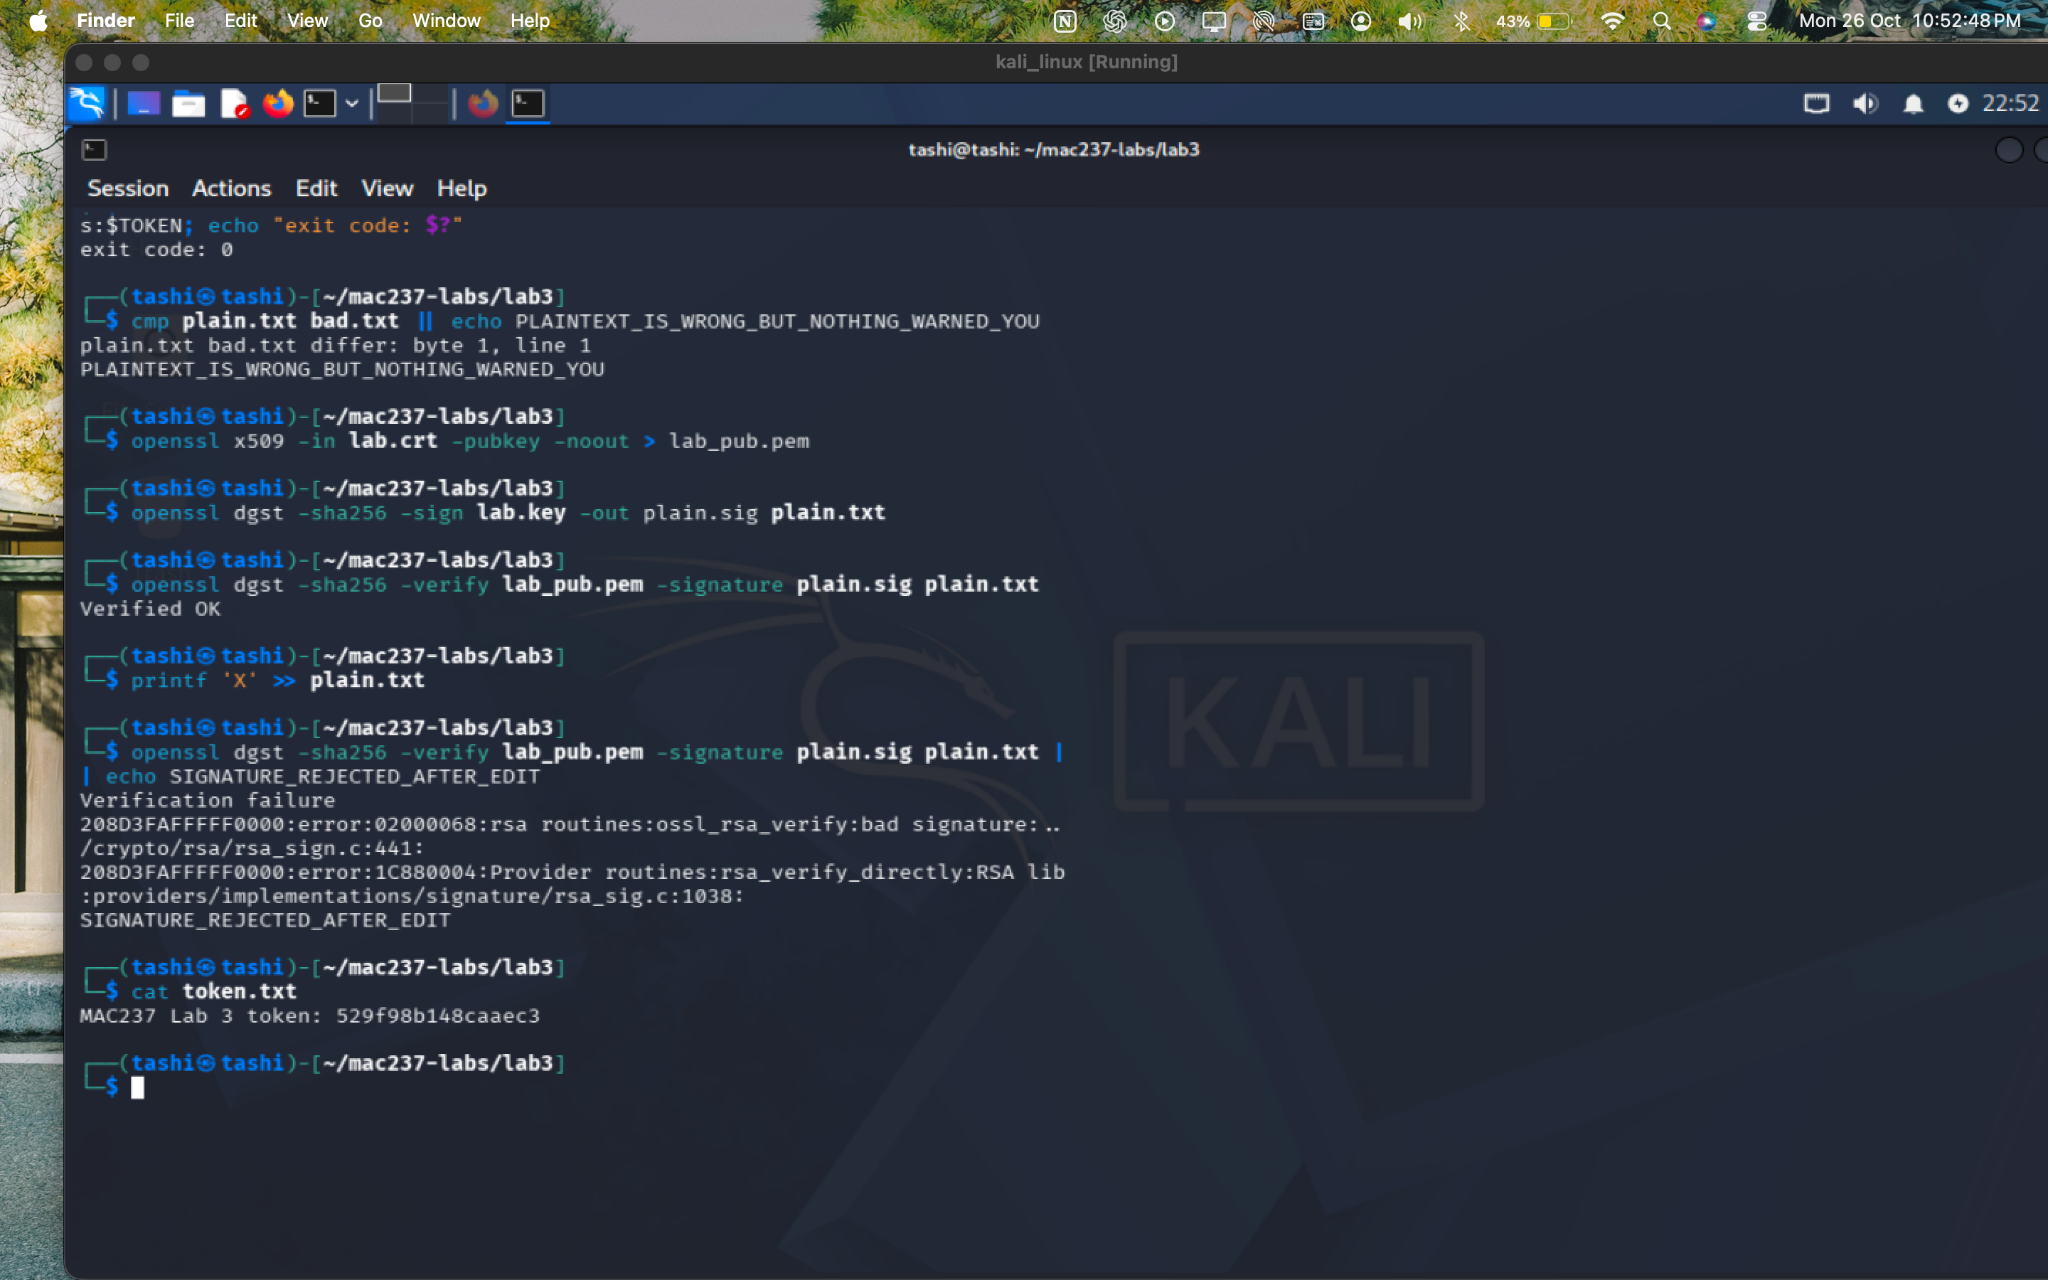 Finder File Edit View Go Window Help 43% Mon 26 Oct 10:52:48 PM
kali_linux [Running]
22:52
tashi@tashi: ~/mac237-labs/lab3
Session Actions Edit View Help
s:$TOKEN; echo "exit code: $?"
exit code: 0
┌──(tashi㉿tashi)-[~/mac237-labs/lab3]
└─$ cmp plain.txt bad.txt || echo PLAINTEXT_IS_WRONG_BUT_NOTHING_WARNED_YOU
plain.txt bad.txt differ: byte 1, line 1
PLAINTEXT_IS_WRONG_BUT_NOTHING_WARNED_YOU
┌──(tashi㉿tashi)-[~/mac237-labs/lab3]
└─$ openssl x509 -in lab.crt -pubkey -noout > lab_pub.pem
┌──(tashi㉿tashi)-[~/mac237-labs/lab3]
└─$ openssl dgst -sha256 -sign lab.key -out plain.sig plain.txt
┌──(tashi㉿tashi)-[~/mac237-labs/lab3]
└─$ openssl dgst -sha256 -verify lab_pub.pem -signature plain.sig plain.txt
Verified OK
┌──(tashi㉿tashi)-[~/mac237-labs/lab3]
└─$ printf 'X' >> plain.txt
┌──(tashi㉿tashi)-[~/mac237-labs/lab3]
└─$ openssl dgst -sha256 -verify lab_pub.pem -signature plain.sig plain.txt |
| echo SIGNATURE_REJECTED_AFTER_EDIT
Verification failure
208D3FAFFFFF0000:error:02000068:rsa routines:ossl_rsa_verify:bad signature:..
/crypto/rsa/rsa_sign.c:441:
208D3FAFFFFF0000:error:1C880004:Provider routines:rsa_verify_directly:RSA lib
:providers/implementations/signature/rsa_sig.c:1038:
SIGNATURE_REJECTED_AFTER_EDIT
┌──(tashi㉿tashi)-[~/mac237-labs/lab3]
└─$ cat token.txt
MAC237 Lab 3 token: 529f98b148caaec3
┌──(tashi㉿tashi)-[~/mac237-labs/lab3]
└─$
KALI